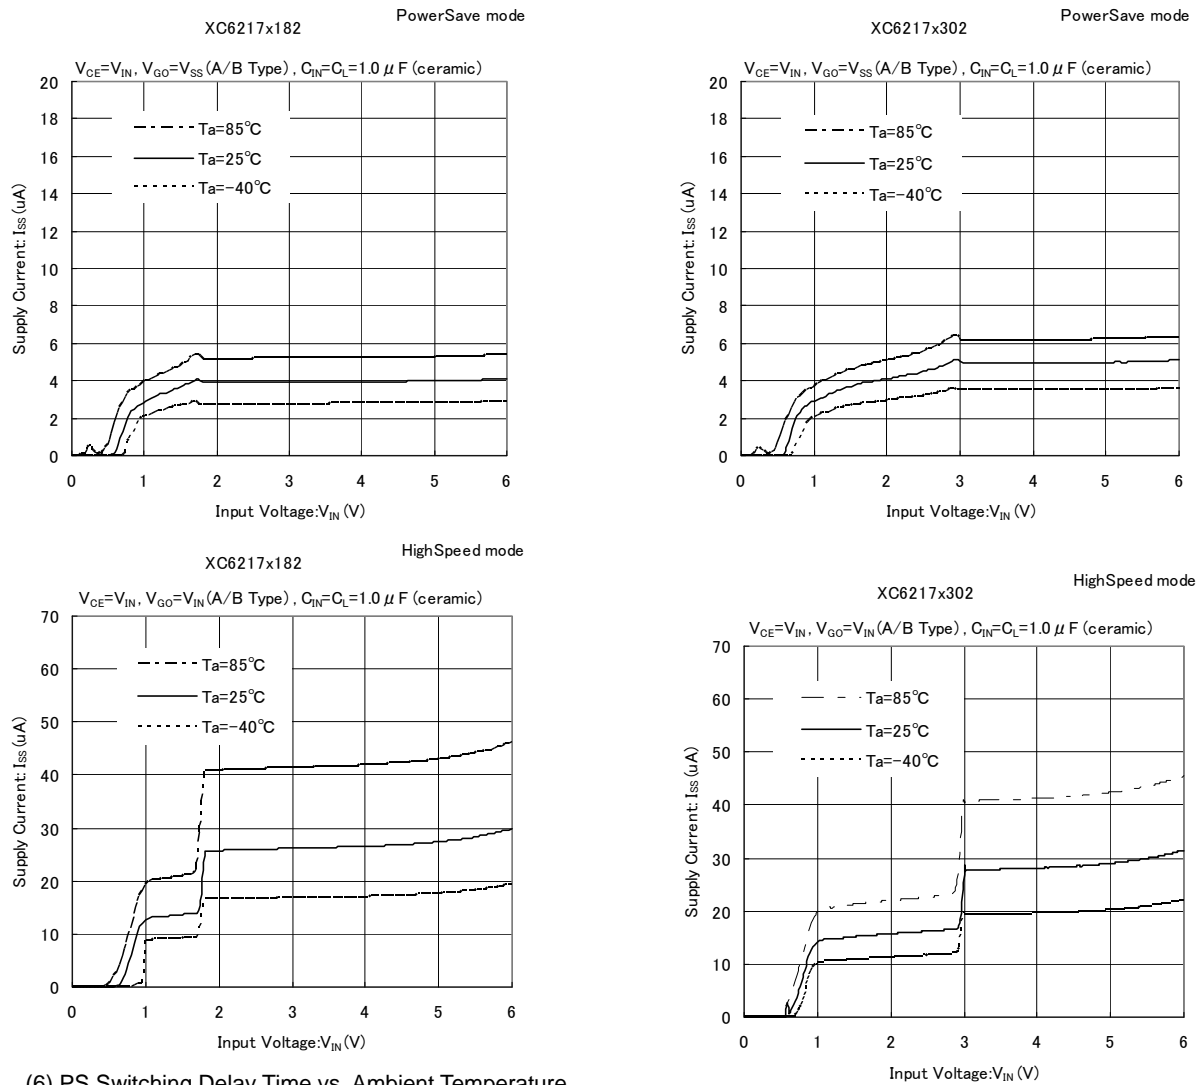 PowerSave mode
XC6217x182
VCE=VIN, VGO=VSS(A/B Type), CIN=CL=1.0 μ F (ceramic)
20
18
16
14
12
10
8
6
4
2
0
Ta=85℃
Ta=25℃
Ta=-40℃
Supply Current: ISS (uA)
0 1 2 3 4 5 6
Input Voltage:VIN (V)
PowerSave mode
XC6217x302
VCE=VIN, VGO=VSS(A/B Type), CIN=CL=1.0 μ F (ceramic)
20
18
16
14
12
10
8
6
4
2
0
Ta=85℃
Ta=25℃
Ta=-40℃
Supply Current: ISS (uA)
0 1 2 3 4 5 6
Input Voltage:VIN (V)
HighSpeed mode
XC6217x182
VCE=VIN, VGO=VIN(A/B Type), CIN=CL=1.0 μ F (ceramic)
70
60
50
40
30
20
10
0
Ta=85℃
Ta=25℃
Ta=-40℃
Supply Current: ISS (uA)
0 1 2 3 4 5 6
Input Voltage:VIN (V)
HighSpeed mode
XC6217x302
VCE=VIN, VGO=VIN(A/B Type), CIN=CL=1.0 μ F (ceramic)
70
60
50
40
30
20
10
0
Ta=85℃
Ta=25℃
Ta=-40℃
Supply Current: ISS (uA)
0 1 2 3 4 5 6
Input Voltage:VIN (V)
(6) PS Switching Delay Time vs. Ambient Temperature